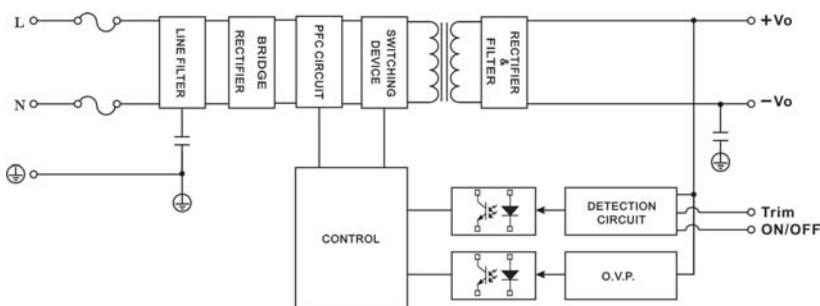 L
N
LINE FILTER
BRIDGE
RECTIFIER
PFC CIRCUIT
SWITCHING
DEVICE
RECTIFIER
&
FILTER
+Vo
−Vo
CONTROL
DETECTION
CIRCUIT
Trim
ON/OFF
O.V.P.